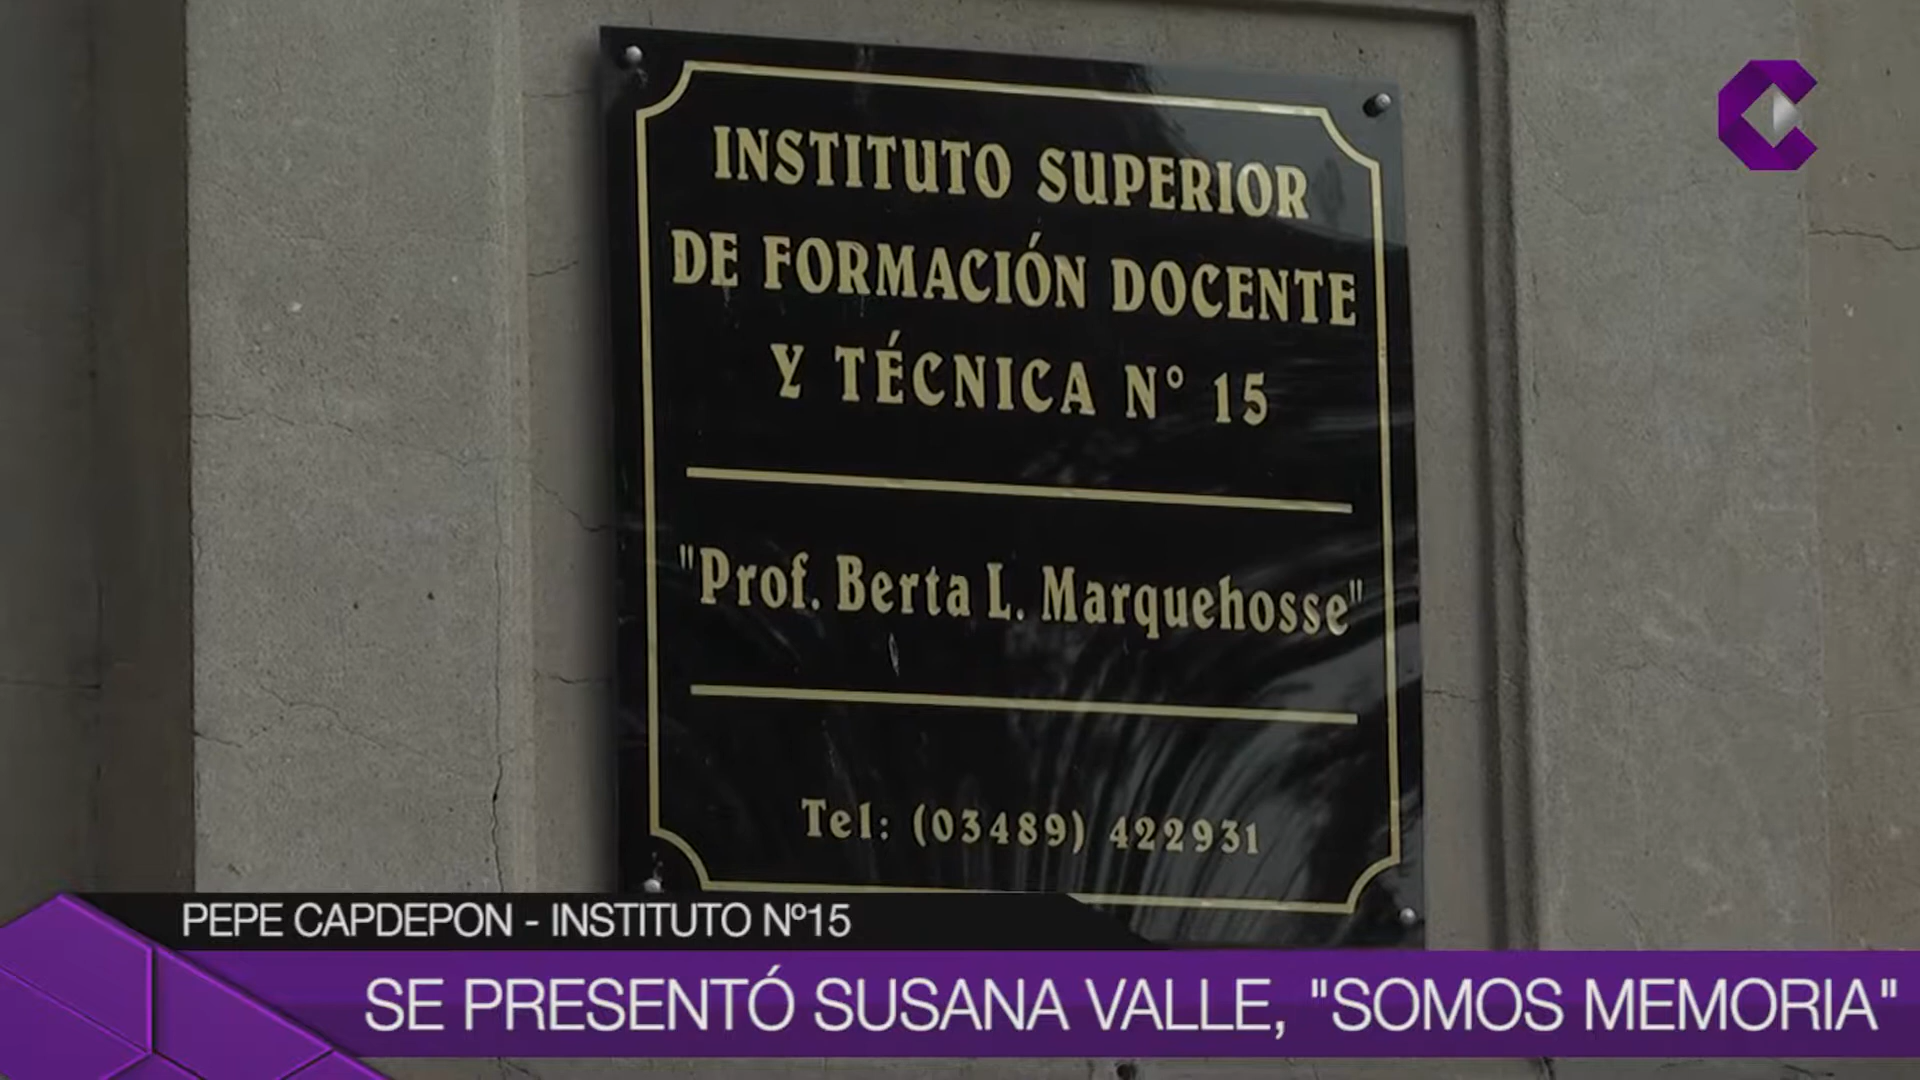 INSTITUTO SUPERIOR
DE FORMACIÓN DOCENTE
Y TÉCNICA N° 15
"Prof. Berta L. Marquehosse"
Tel: (03489) 422931
PEPE CAPDEPON - INSTITUTO Nº15
SE PRESENTÓ SUSANA VALLE, "SOMOS MEMORIA"